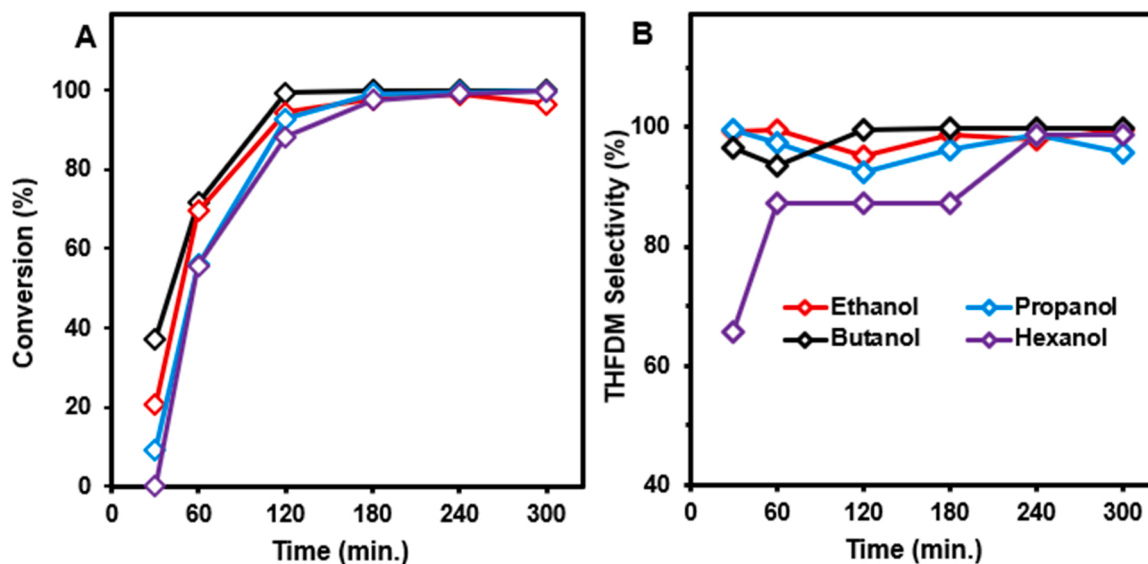 A
Conversion (%)
100
80
60
40
20
0
0 60 120 180 240 300
Time (min.)
B
THFDM Selectivity (%)
100
80
60
40
Ethanol Propanol
Butanol Hexanol
0 60 120 180 240 300
Time (min.)